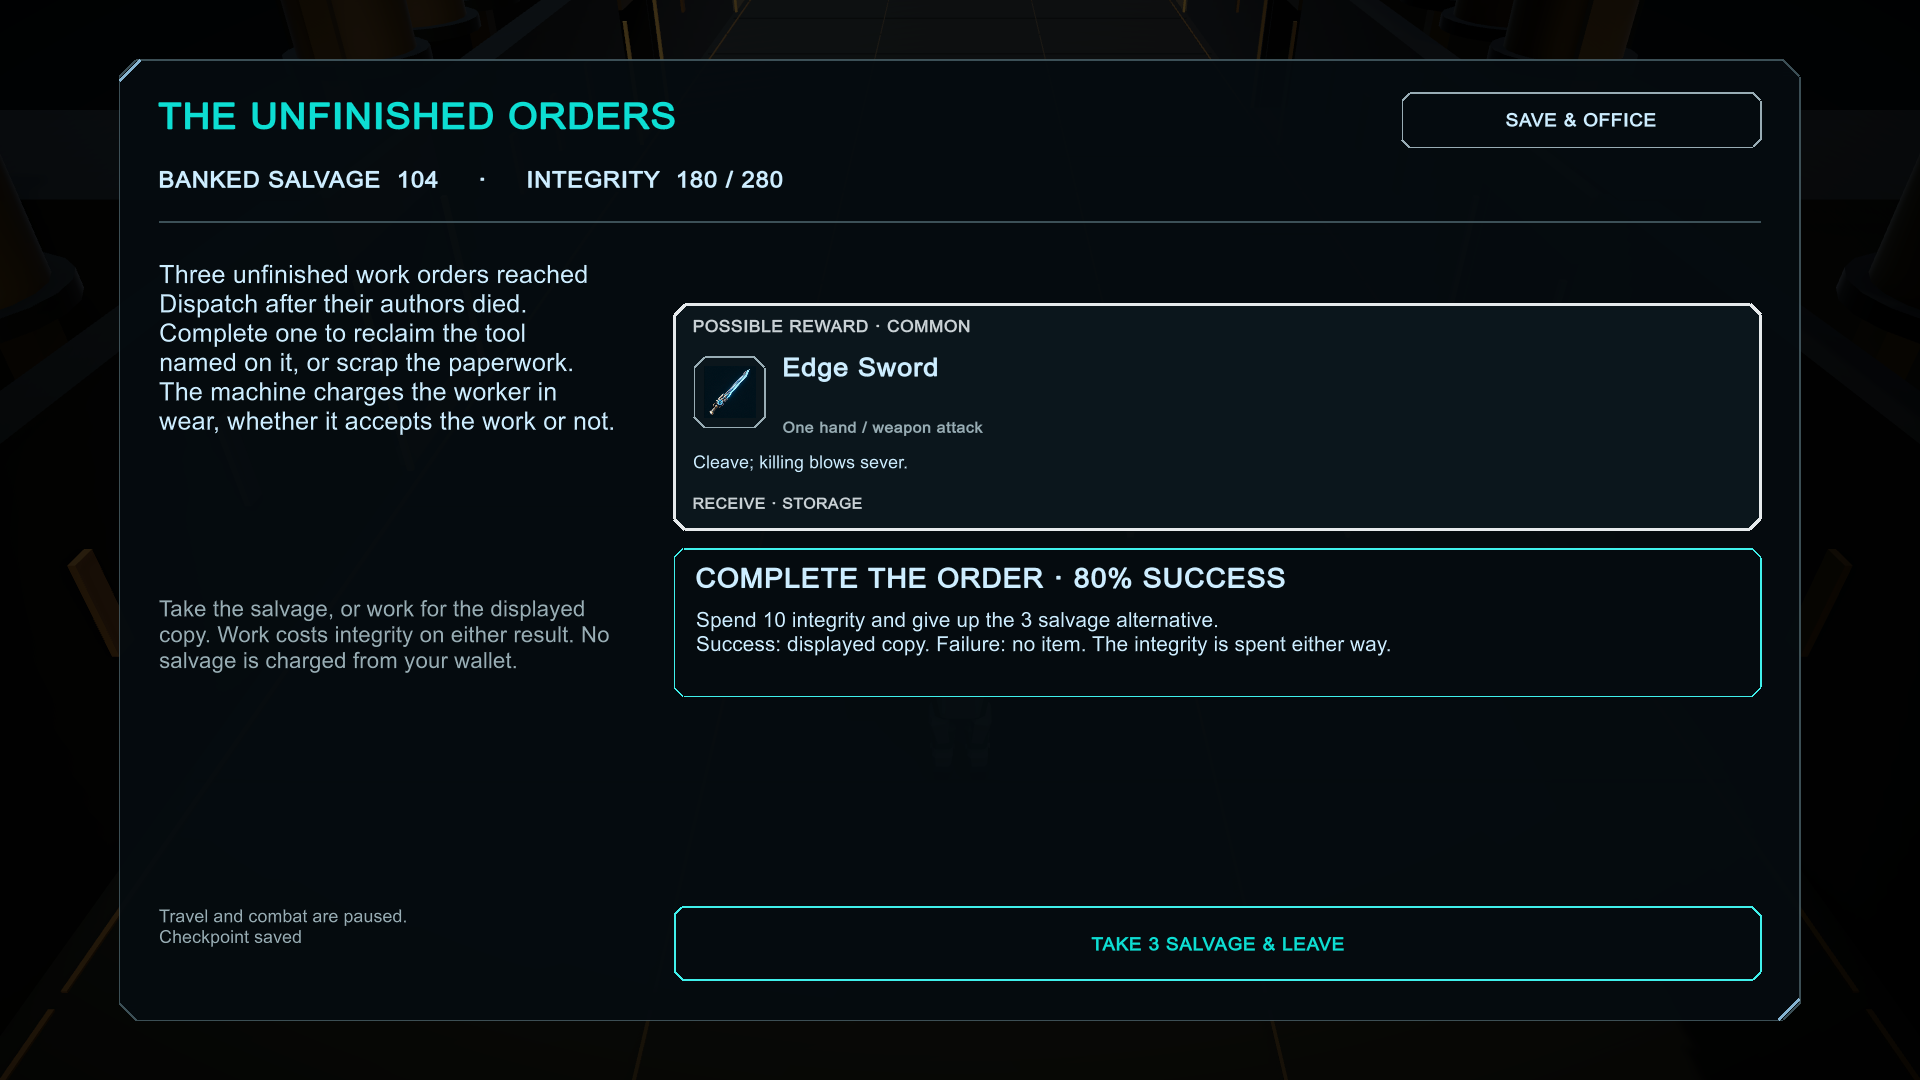 THE UNFINISHED ORDERS
SAVE & OFFICE
BANKED SALVAGE 104 · INTEGRITY 180 / 280
Three unfinished work orders reached
Dispatch after their authors died.
Complete one to reclaim the tool
named on it, or scrap the paperwork.
The machine charges the worker in
wear, whether it accepts the work or not.
Take the salvage, or work for the displayed
copy. Work costs integrity on either result. No
salvage is charged from your wallet.
Travel and combat are paused.
Checkpoint saved
POSSIBLE REWARD · COMMON
Edge Sword
One hand / weapon attack
Cleave; killing blows sever.
RECEIVE · STORAGE
COMPLETE THE ORDER · 80% SUCCESS
Spend 10 integrity and give up the 3 salvage alternative.
Success: displayed copy. Failure: no item. The integrity is spent either way.
TAKE 3 SALVAGE & LEAVE